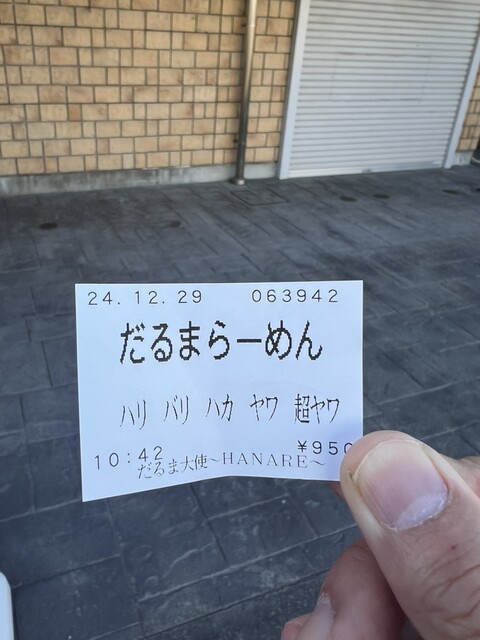 24.12.29 063942
だるまらーめん
ハリ バリ ハカ ヤワ 超ヤワ
10:42 ¥950
だるま大使~HANARE~